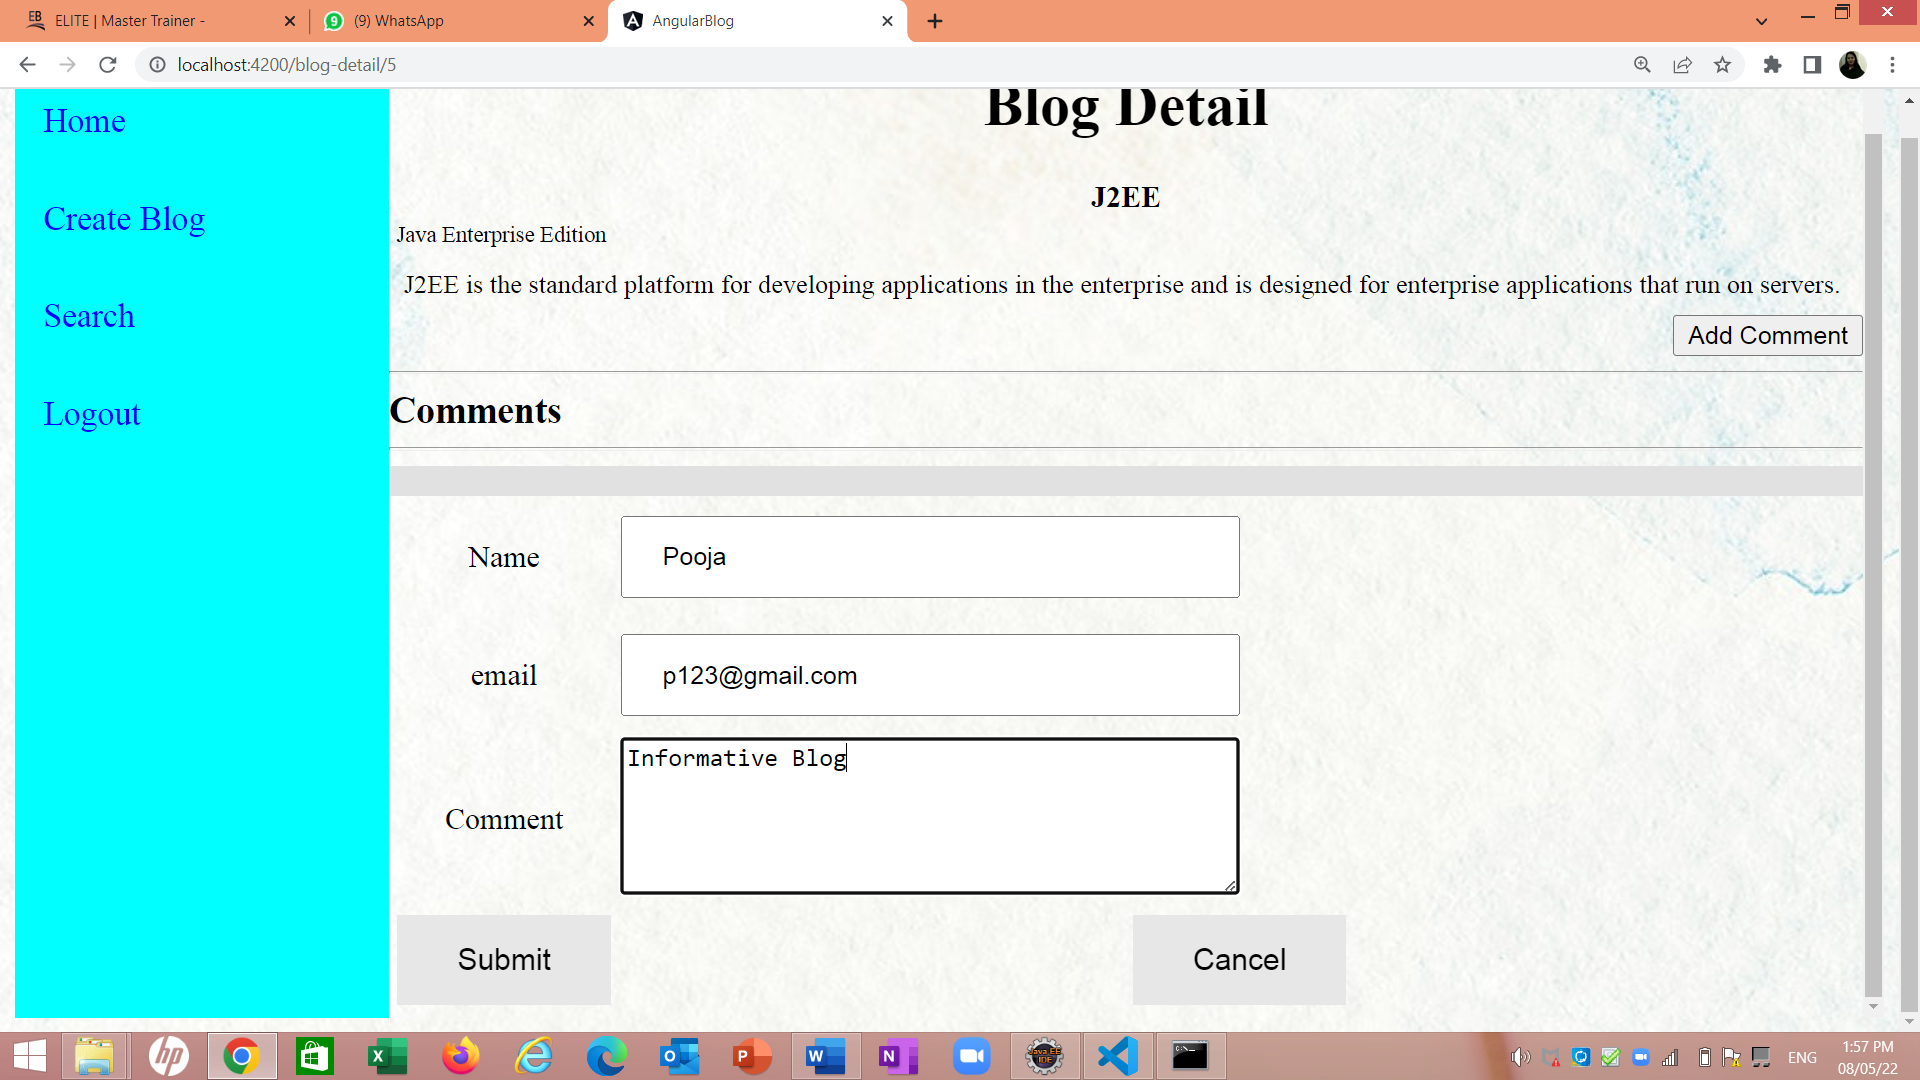 EB ELITE | Master Trainer -
9 (9) WhatsApp
AngularBlog
localhost:4200/blog-detail/5
Home
Create Blog
Search
Logout
Blog Detail
J2EE
Java Enterprise Edition
J2EE is the standard platform for developing applications in the enterprise and is designed for enterprise applications that run on servers.
Add Comment
Comments
Name
Pooja
email
p123@gmail.com
Comment
Informative Blog
Submit
Cancel
ENG
1:57 PM
08/05/22